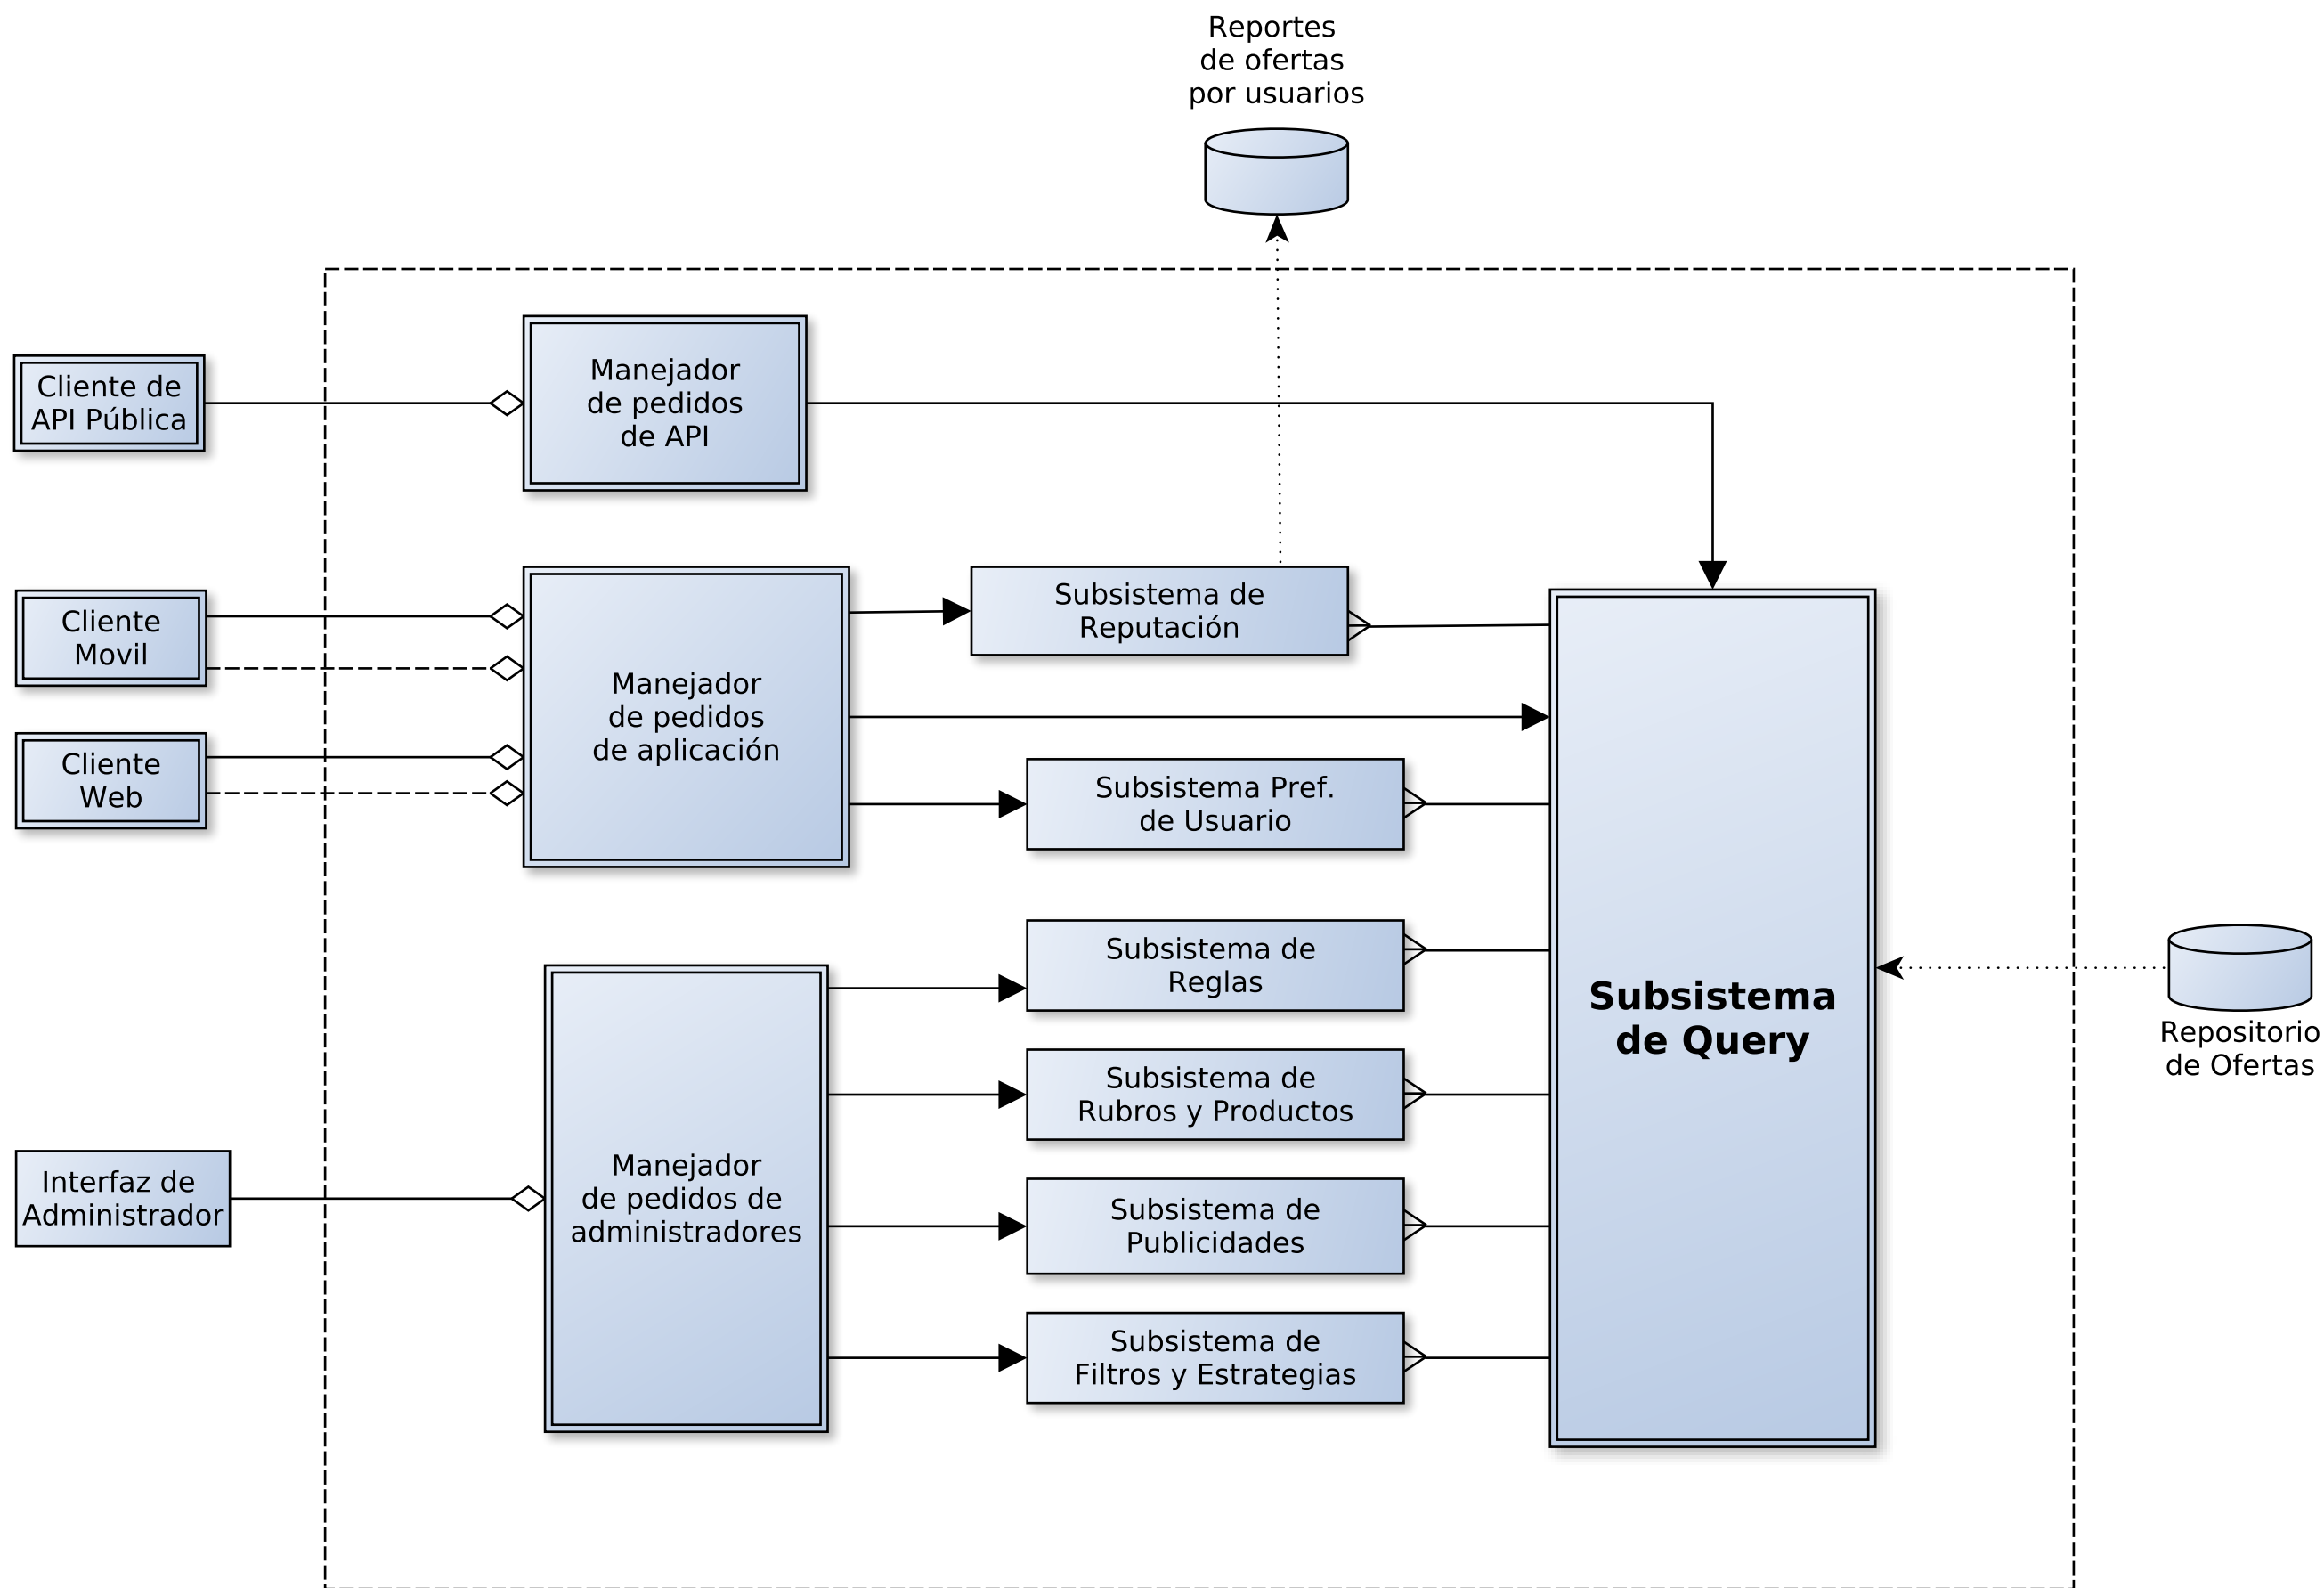 Reportes
de ofertas
por usuarios
Cliente de
API Pública
Manejador
de pedidos
de API
Cliente
Movil
Cliente
Web
Manejador
de pedidos
de aplicación
Subsistema de
Reputación
Subsistema Pref.
de Usuario
Subsistema de
Reglas
Subsistema de
Rubros y Productos
Subsistema de
Publicidades
Subsistema de
Filtros y Estrategias
Interfaz de
Administrador
Manejador
de pedidos de
administradores
Subsistema
de Query
Repositorio
de Ofertas